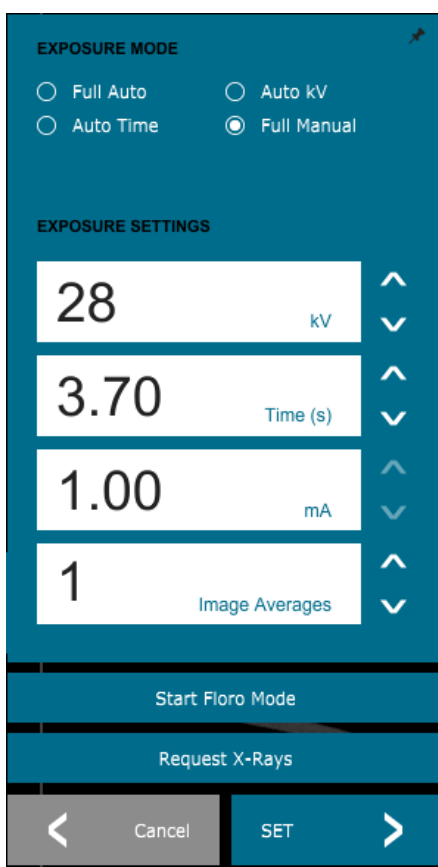 EXPOSURE MODE
Full Auto Auto kV
Auto Time Full Manual
EXPOSURE SETTINGS
28 kV
3.70 Time (s)
1.00 mA
1 Image Averages
Start Floro Mode
Request X-Rays
Cancel SET